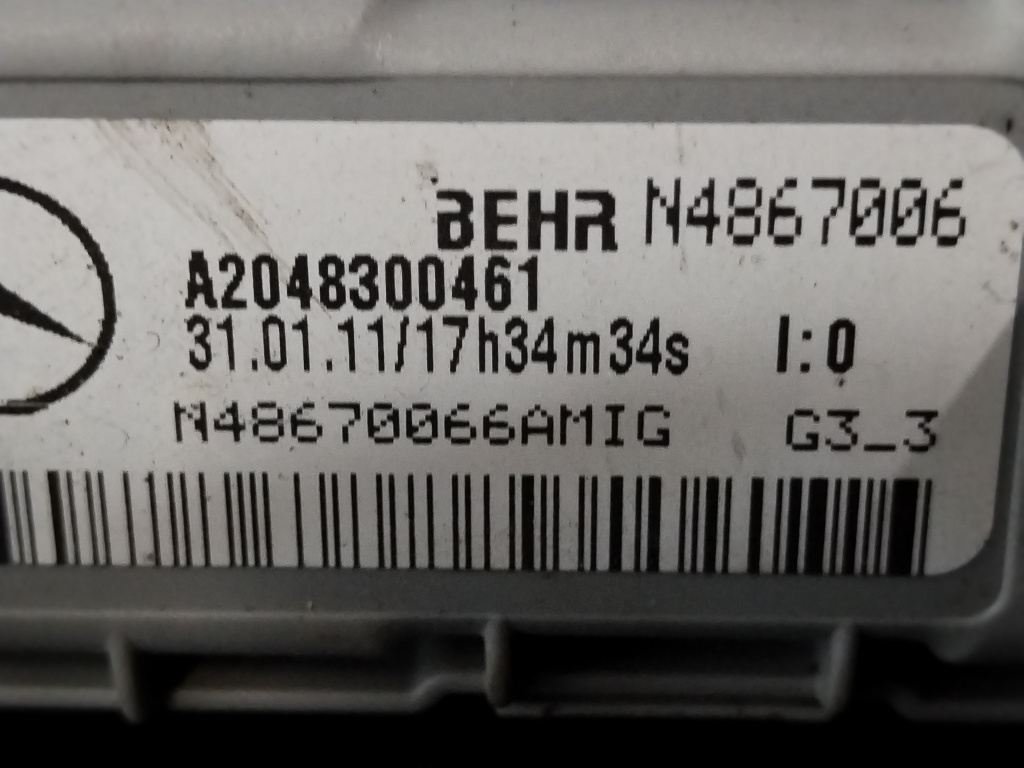 BEHR N4867006
A2048300461
31.01.11/17h34m34s I:0
N48670066AMIG G3_3